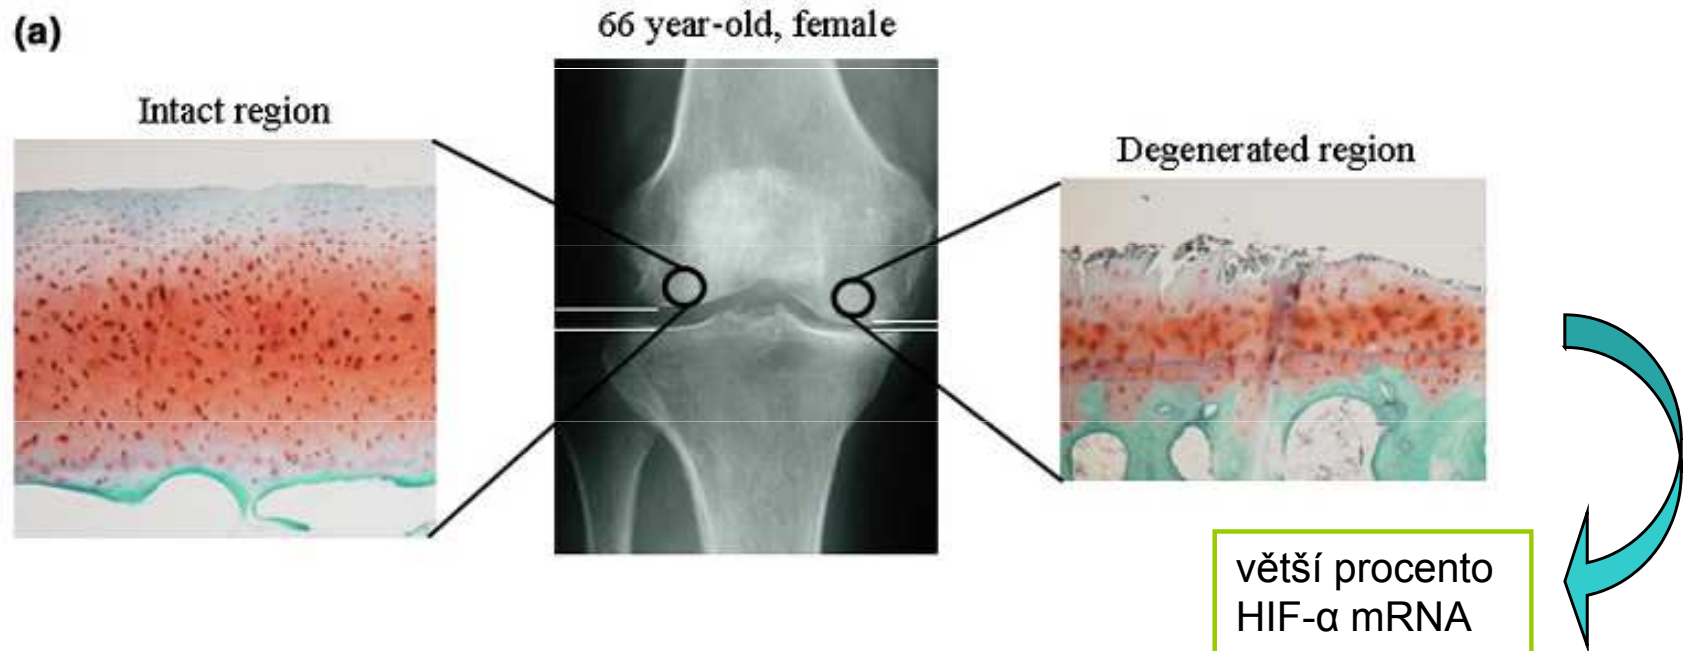 (a)
66 year-old, female
Intact region
Degenerated region
větší procento
HIF-α mRNA